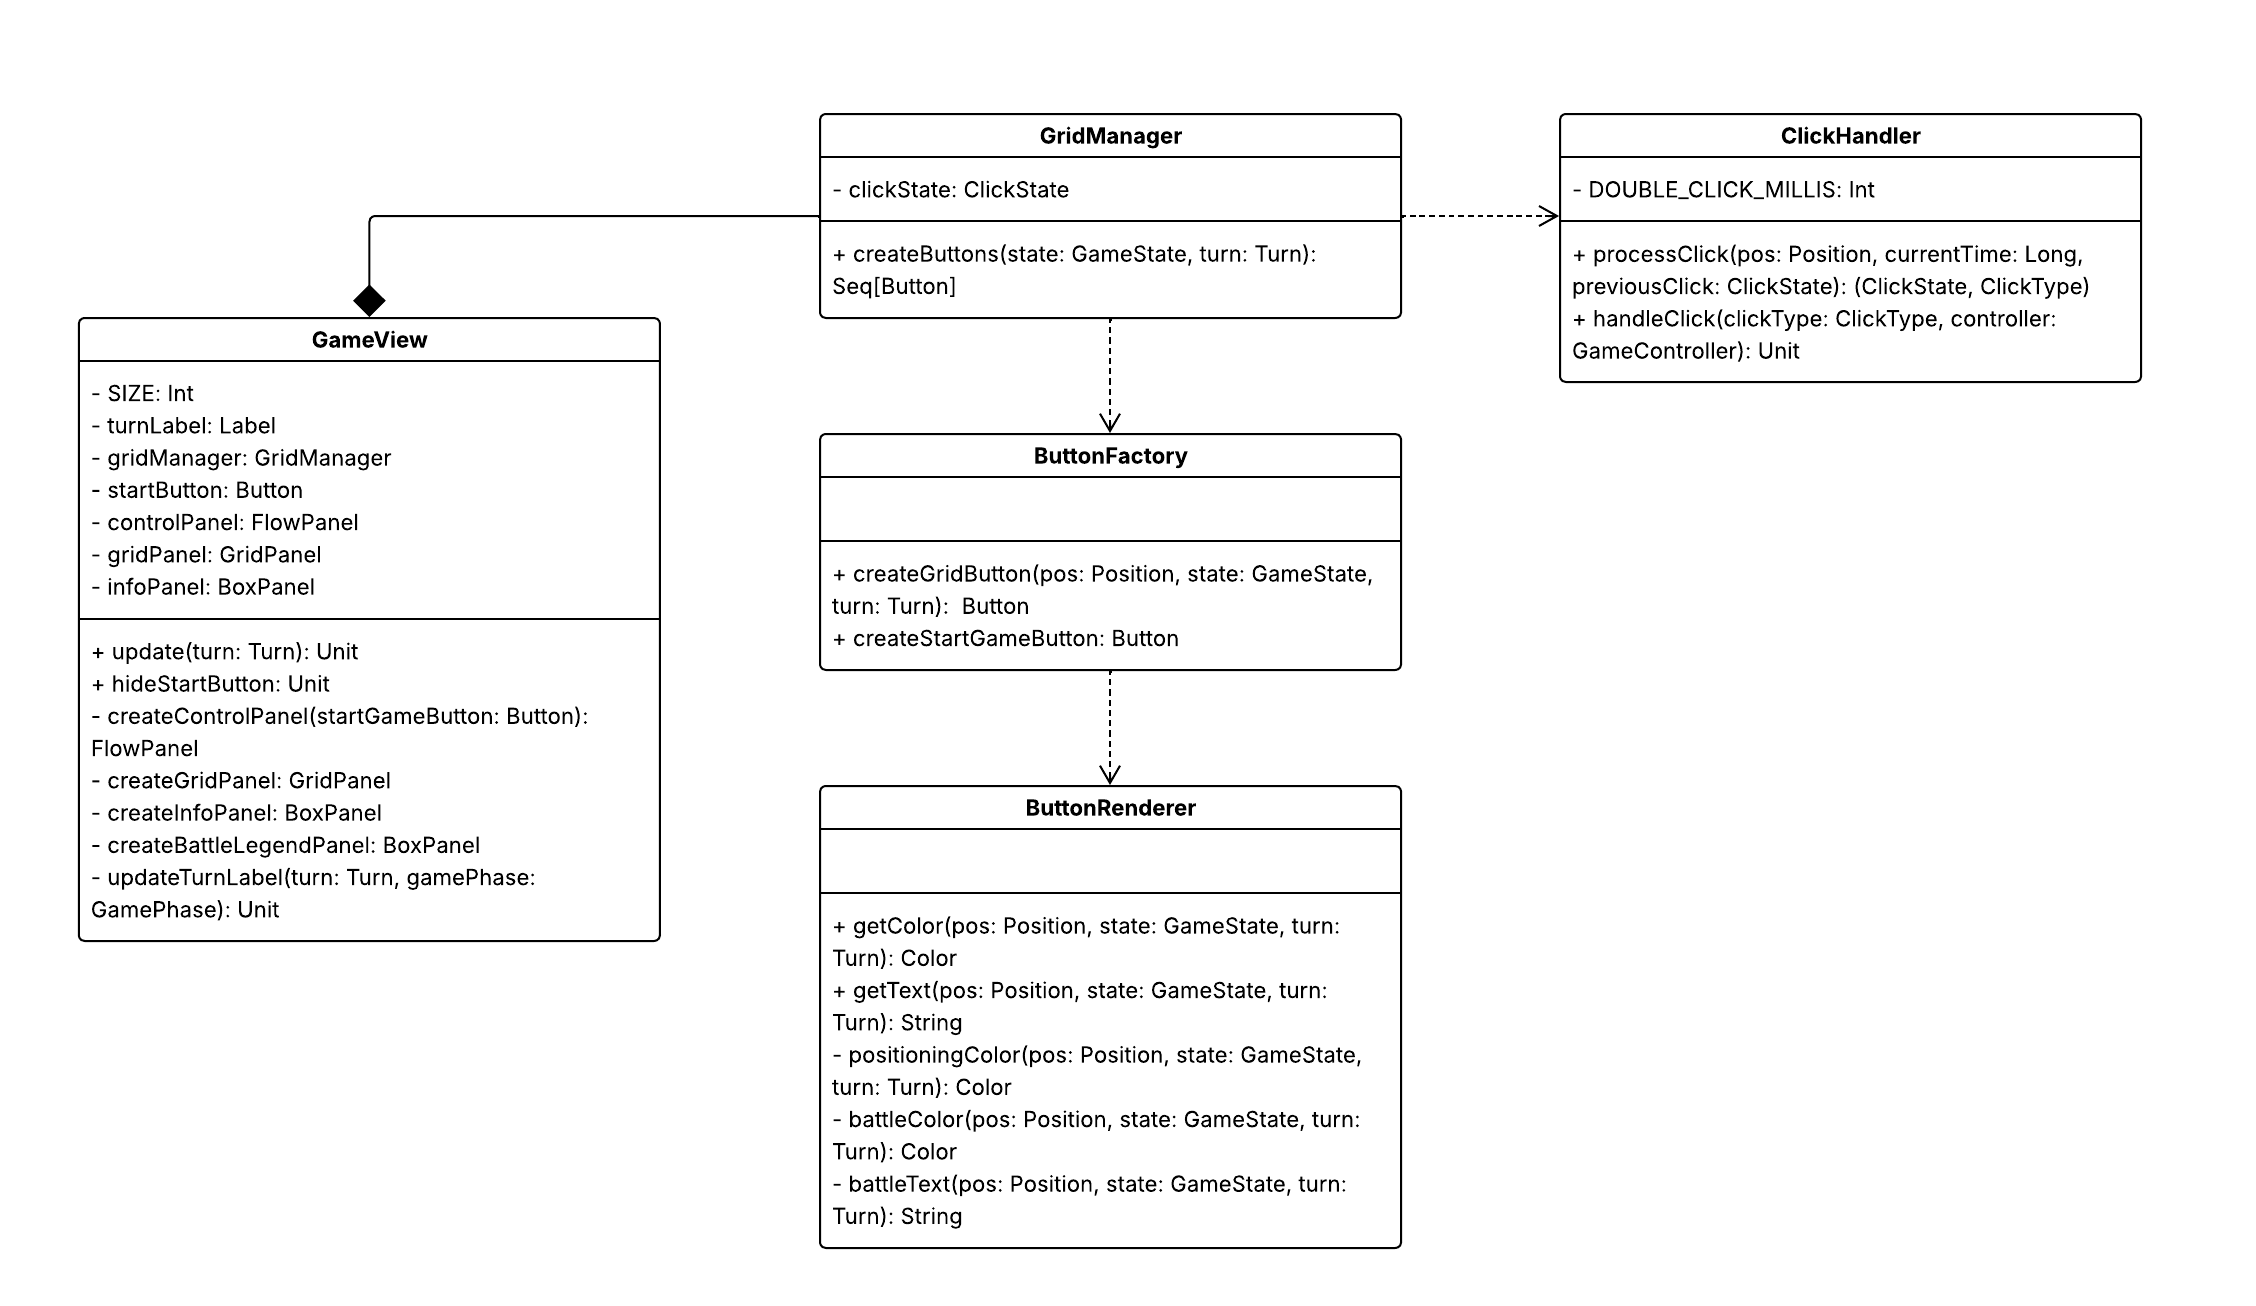 GridManager
- clickState: ClickState
+ createButtons(state: GameState, turn: Turn):
Seq[Button]
ClickHandler
- DOUBLE_CLICK_MILLIS: Int
+ processClick(pos: Position, currentTime: Long,
previousClick: ClickState): (ClickState, ClickType)
+ handleClick(clickType: ClickType, controller:
GameController): Unit
GameView
- SIZE: Int
- turnLabel: Label
- gridManager: GridManager
- startButton: Button
- controlPanel: FlowPanel
- gridPanel: GridPanel
- infoPanel: BoxPanel
+ update(turn: Turn): Unit
+ hideStartButton: Unit
- createControlPanel(startGameButton: Button):
FlowPanel
- createGridPanel: GridPanel
- createInfoPanel: BoxPanel
- createBattleLegendPanel: BoxPanel
- updateTurnLabel(turn: Turn, gamePhase:
GamePhase): Unit
ButtonFactory
+ createGridButton(pos: Position, state: GameState,
turn: Turn):  Button
+ createStartGameButton: Button
ButtonRenderer
+ getColor(pos: Position, state: GameState, turn:
Turn): Color
+ getText(pos: Position, state: GameState, turn:
Turn): String
- positioningColor(pos: Position, state: GameState,
turn: Turn): Color
- battleColor(pos: Position, state: GameState, turn:
Turn): Color
- battleText(pos: Position, state: GameState, turn:
Turn): String